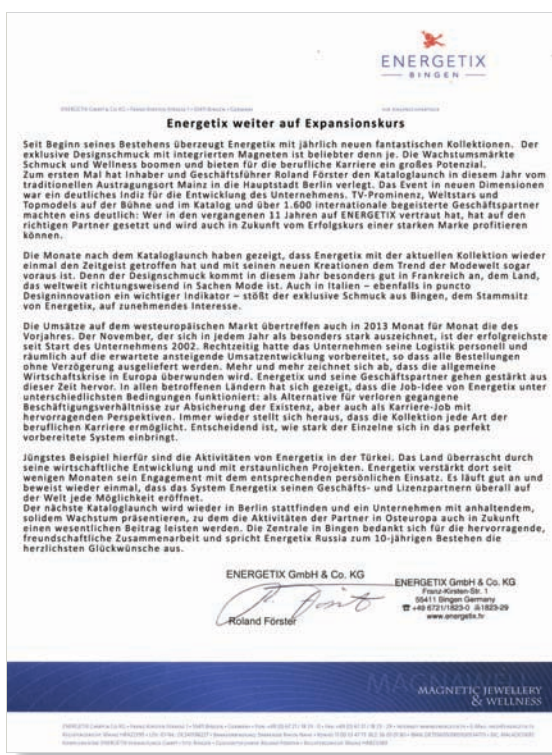 ENERGETIX
BINGEN
Energetix weiter auf Expansionskurs
Seit Beginn seines Bestehens überzeugt Energetix mit jährlich neuen fantastischen Kollektionen. Der
exklusive Designschmuck mit integrierten Magneten ist beliebter denn je. Die Wachstumsmärkte
Schmuck und Wellness boomen und bieten für die berufliche Karriere ein großes Potenzial.
Zum ersten Mal hat Inhaber und Geschäftsführer Roland Förster den Kataloglaunch in diesem Jahr vom
traditionellen Austragungsort Mainz in die Hauptstadt Berlin verlegt. Das Event in neuen Dimensionen
war ein deutliches Indiz für die Entwicklung des Unternehmens. TV-Prominenz, Weltstars und
Topmodels auf der Bühne und im Katalog und über 1.600 internationale begeisterte Geschäftspartner
machten eins deutlich: Wer in den vergangenen 11 Jahren auf ENERGETIX vertraut hat, hat auf den
richtigen Partner gesetzt und wird auch in Zukunft vom Erfolgskurs einer starken Marke profitieren
können.
Die Monate nach dem Kataloglaunch haben gezeigt, dass Energetix mit der aktuellen Kollektion wieder
einmal den Zeitgeist getroffen hat und mit seinen neuen Kreationen dem Trend der Modewelt sogar
voraus ist. Denn der Designschmuck kommt in diesem Jahr besonders gut in Frankreich an, dem Land,
das weltweit richtungsweisend in Sachen Mode ist. Auch in Italien – ebenfalls in puncto
Designinnovation ein wichtiger Indikator – stößt der exklusive Schmuck aus Bingen, dem Stammsitz
von Energetix, auf zunehmendes Interesse.
Die Umsätze auf dem westeuropäischen Markt übertreffen auch in 2013 Monat für Monat die des
Vorjahres. Der November, der sich in jedem Jahr als besonders stark auszeichnet, ist der erfolgreichste
seit Start des Unternehmens 2002. Rechtzeitig hatte das Unternehmen seine Logistik personell und
räumlich auf die erwartete ansteigende Umsatzentwicklung vorbereitet, so dass alle Bestellungen
ohne Verzögerung ausgeliefert werden. Mehr und mehr zeichnet sich ab, dass die allgemeine
Wirtschaftskrise in Europa überwunden wird. Energetix und seine Geschäftspartner gehen gestärkt aus
dieser Zeit hervor. In allen betroffenen Ländern hat sich gezeigt, dass die Job-Idee von Energetix unter
unterschiedlichsten Bedingungen funktioniert: als Alternative für verloren gegangene
Beschäftigungsverhältnisse zur Absicherung der Existenz, aber auch als Karriere-Job mit
hervorragenden Perspektiven. Immer wieder stellt sich heraus, dass die Kollektion jede Art der
beruflichen Karriere ermöglicht. Entscheidend ist, wie stark der Einzelne sich in das perfekt
vorbereitete System einbringt.
Jüngstes Beispiel hierfür sind die Aktivitäten von Energetix in der Türkei. Das Land überrascht durch
seine wirtschaftliche Entwicklung und mit erstaunlichen Projekten. Energetix verstärkt dort seit
wenigen Monaten sein Engagement mit dem entsprechenden persönlichen Einsatz. Es läuft gut an und
beweist wieder einmal, dass das System Energetix seinen Geschäfts- und Lizenzpartnern überall auf
der Welt jede Möglichkeit eröffnet.
Der nächste Kataloglaunch wird wieder in Berlin stattfinden und ein Unternehmen mit anhaltendem,
solidem Wachstum präsentieren, zu dem die Aktivitäten der Partner in Osteuropa auch in Zukunft
einen wesentlichen Beitrag leisten werden. Die Zentrale in Bingen bedankt sich für die hervorragende,
freundschaftliche Zusammenarbeit und spricht Energetix Russia zum 10-jährigen Bestehen die
herzlichsten Glückwünsche aus.
ENERGETIX GmbH & Co. KG
Roland Förster
ENERGETIX GmbH & Co. KG
Franz-Kirsten-Str. 1
55411 Bingen Germany
☎ +49 6721/1823-0 1823-29
www.energetix.tv
MAGNETIC JEWELLERY
& WELLNESS